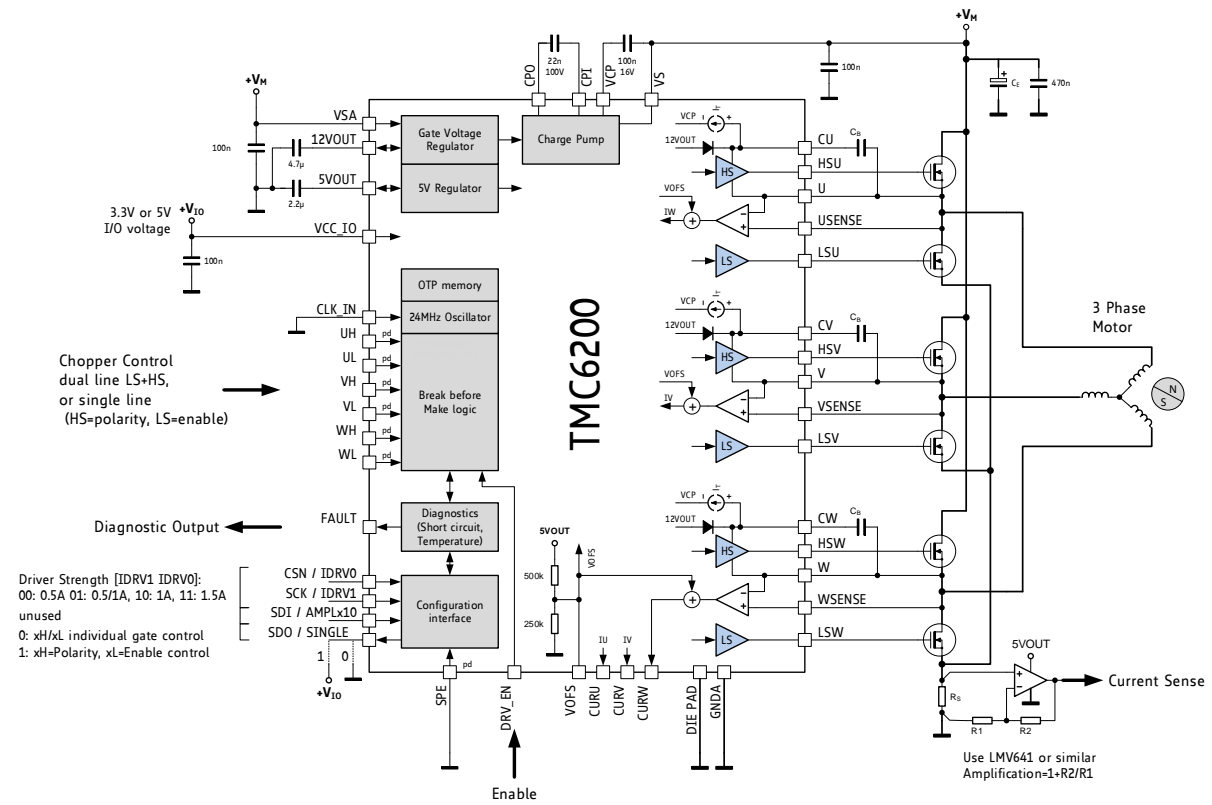 +VM
CPO
22n
100V
CPI
VCP
100n
16V
VS
100n
CE
470n
+VM
VSA
100n
12VOUT
4.7µ
5VOUT
2.2µ
Gate Voltage
Regulator
5V Regulator
Charge Pump
3.3V or 5V
I/O voltage
+VIO
VCC_IO
100n
OTP memory
24MHz Oscillator
CLK_IN
Break before
Make logic
UH
pd
UL
pd
VH
pd
VL
pd
WH
pd
WL
pd
Chopper Control
dual line LS+HS,
or single line
(HS=polarity, LS=enable)
TMC6200
Diagnostic Output
FAULT
Diagnostics
(Short circuit,
Temperature)
Driver Strength [IDRV1 IDRV0]:
00: 0.5A 01: 0.5/1A, 10: 1A, 11: 1.5A
unused
0: xH/xL individual gate control
1: xH=Polarity, xL=Enable control
CSN / IDRV0
SCK / IDRV1
SDI / AMPLx10
SDO / SINGLE
Configuration
interface
1
0
+VIO
pd
SPE
DRV_EN
Enable
5VOUT
500k
250k
VOFS
VOFS
IU
IV
CURU
CURV
CURW
DIE PAD
GNDA
VCP
-
+
12VOUT
HS
VOFS
IW
+
-
+
LS
CU
CB
HSU
U
USENSE
LSU
VCP
-
+
12VOUT
HS
VOFS
IV
+
-
+
LS
CV
CB
HSV
V
VSENSE
LSV
VCP
-
+
12VOUT
HS
+
-
+
LS
CW
CB
HSW
W
WSENSE
LSW
3 Phase
Motor
N
S
5VOUT
+
-
RS
R1
R2
Current Sense
Use LMV641 or similar
Amplification=1+R2/R1